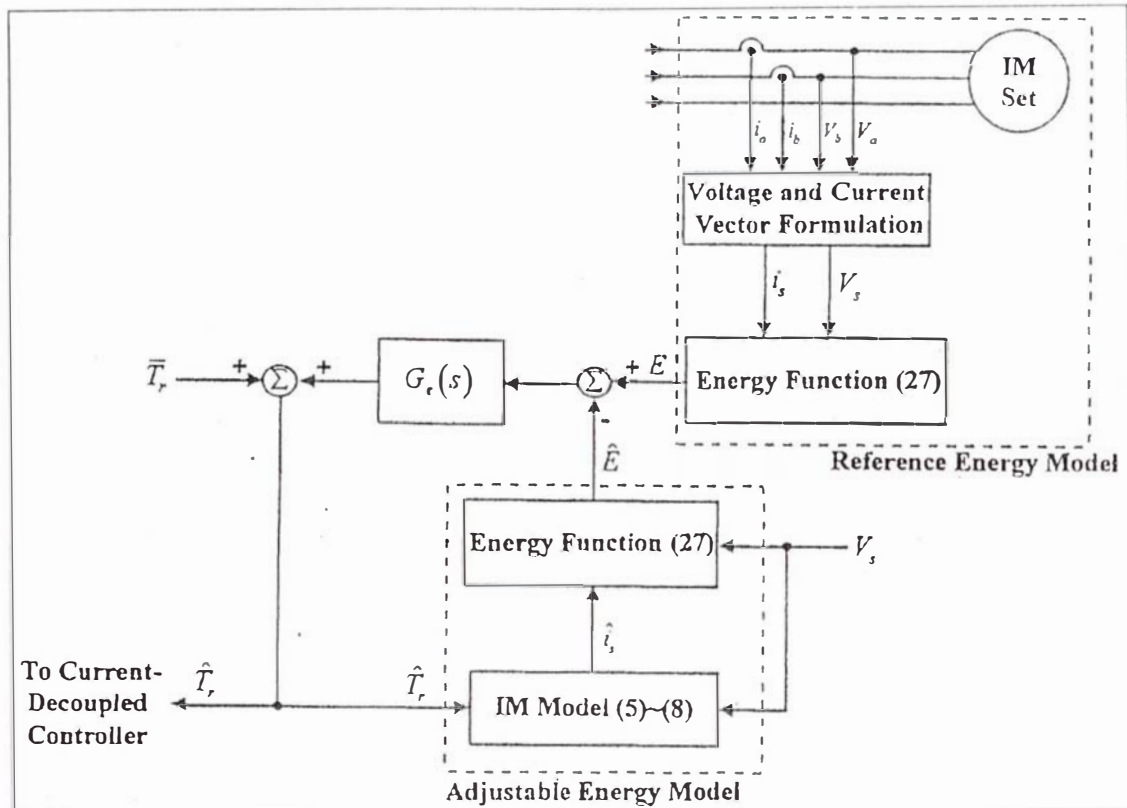 IM
Set
i_a i_b V_b V_a
Voltage and Current
Vector Formulation
i_s V_s
T̅_r + Σ + G_e(s) Σ + E Energy Function (27)
-
Ê
Reference Energy Model
Energy Function (27) V_s
î_s
To Current-
Decoupled
Controller
T̂_r T̂_r IM Model (5)~(8)
Adjustable Energy Model